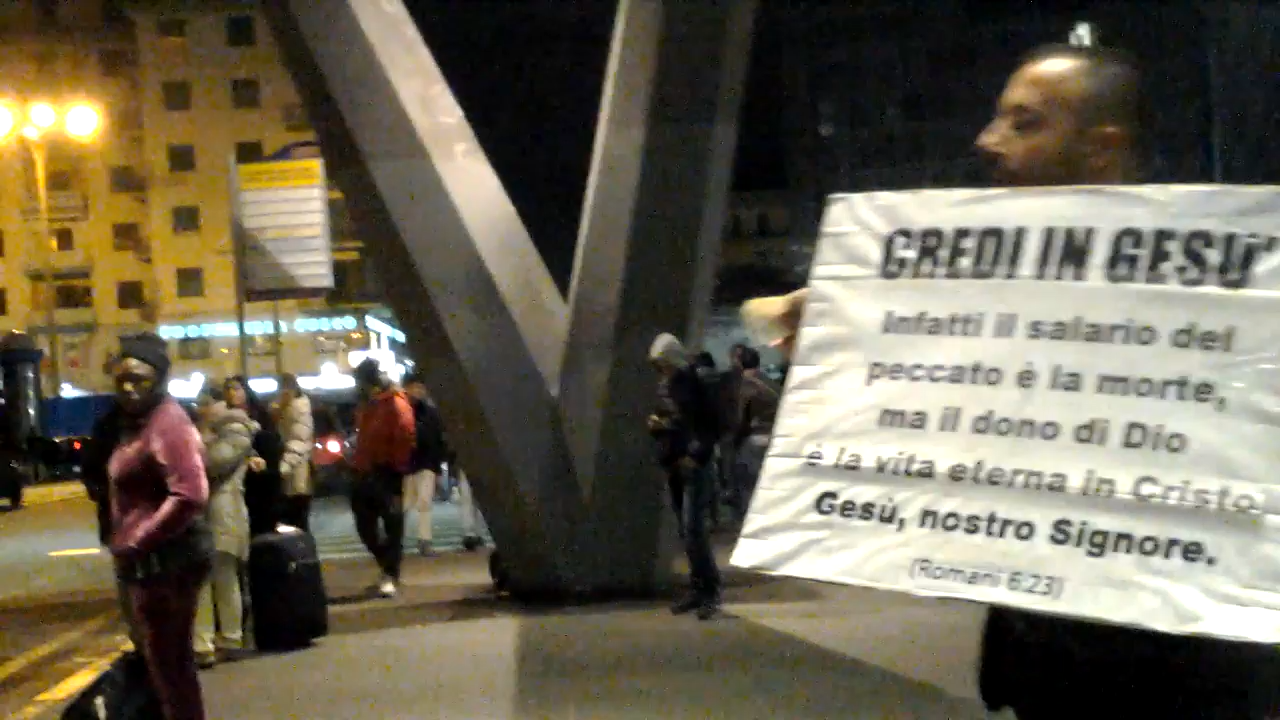 CREDI IN GESU'
Infatti il salario del
peccato è la morte,
ma il dono di Dio
è la vita eterna in Cristo
Gesù, nostro Signore.
(Romani 6:23)